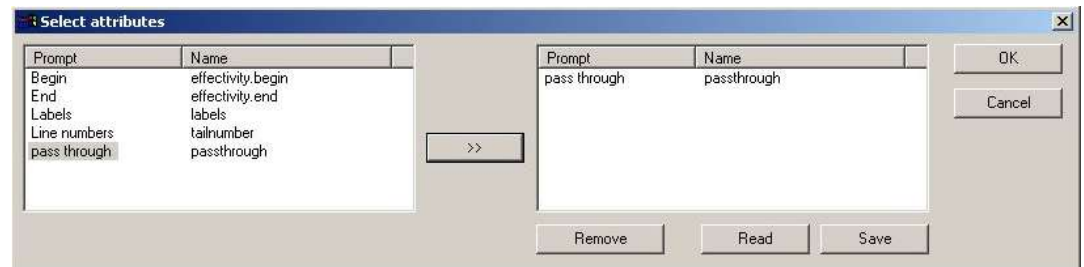 Select attributes
Prompt Name
Begin effectivity.begin
End effectivity.end
Labels labels
Line numbers tailnumber
pass through passthrough
>>
Prompt Name
pass through passthrough
Remove Read Save
OK
Cancel